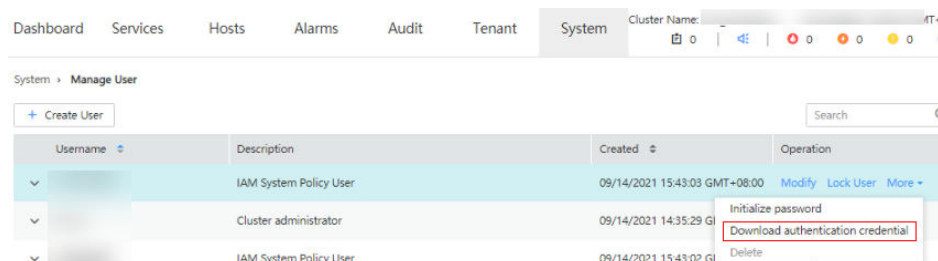 Dashboard Services Hosts Alarms Audit Tenant System Cluster Name:
0 0 0 0
System > Manage User
+ Create User Search
Username Description Created Operation
IAM System Policy User 09/14/2021 15:43:03 GMT+08:00 Modify Lock User More
Initialize password
Cluster administrator 09/14/2021 14:35:29 G
Download authentication credential
Delete
IAM System Policy User 09/14/2021 15:43:02 G